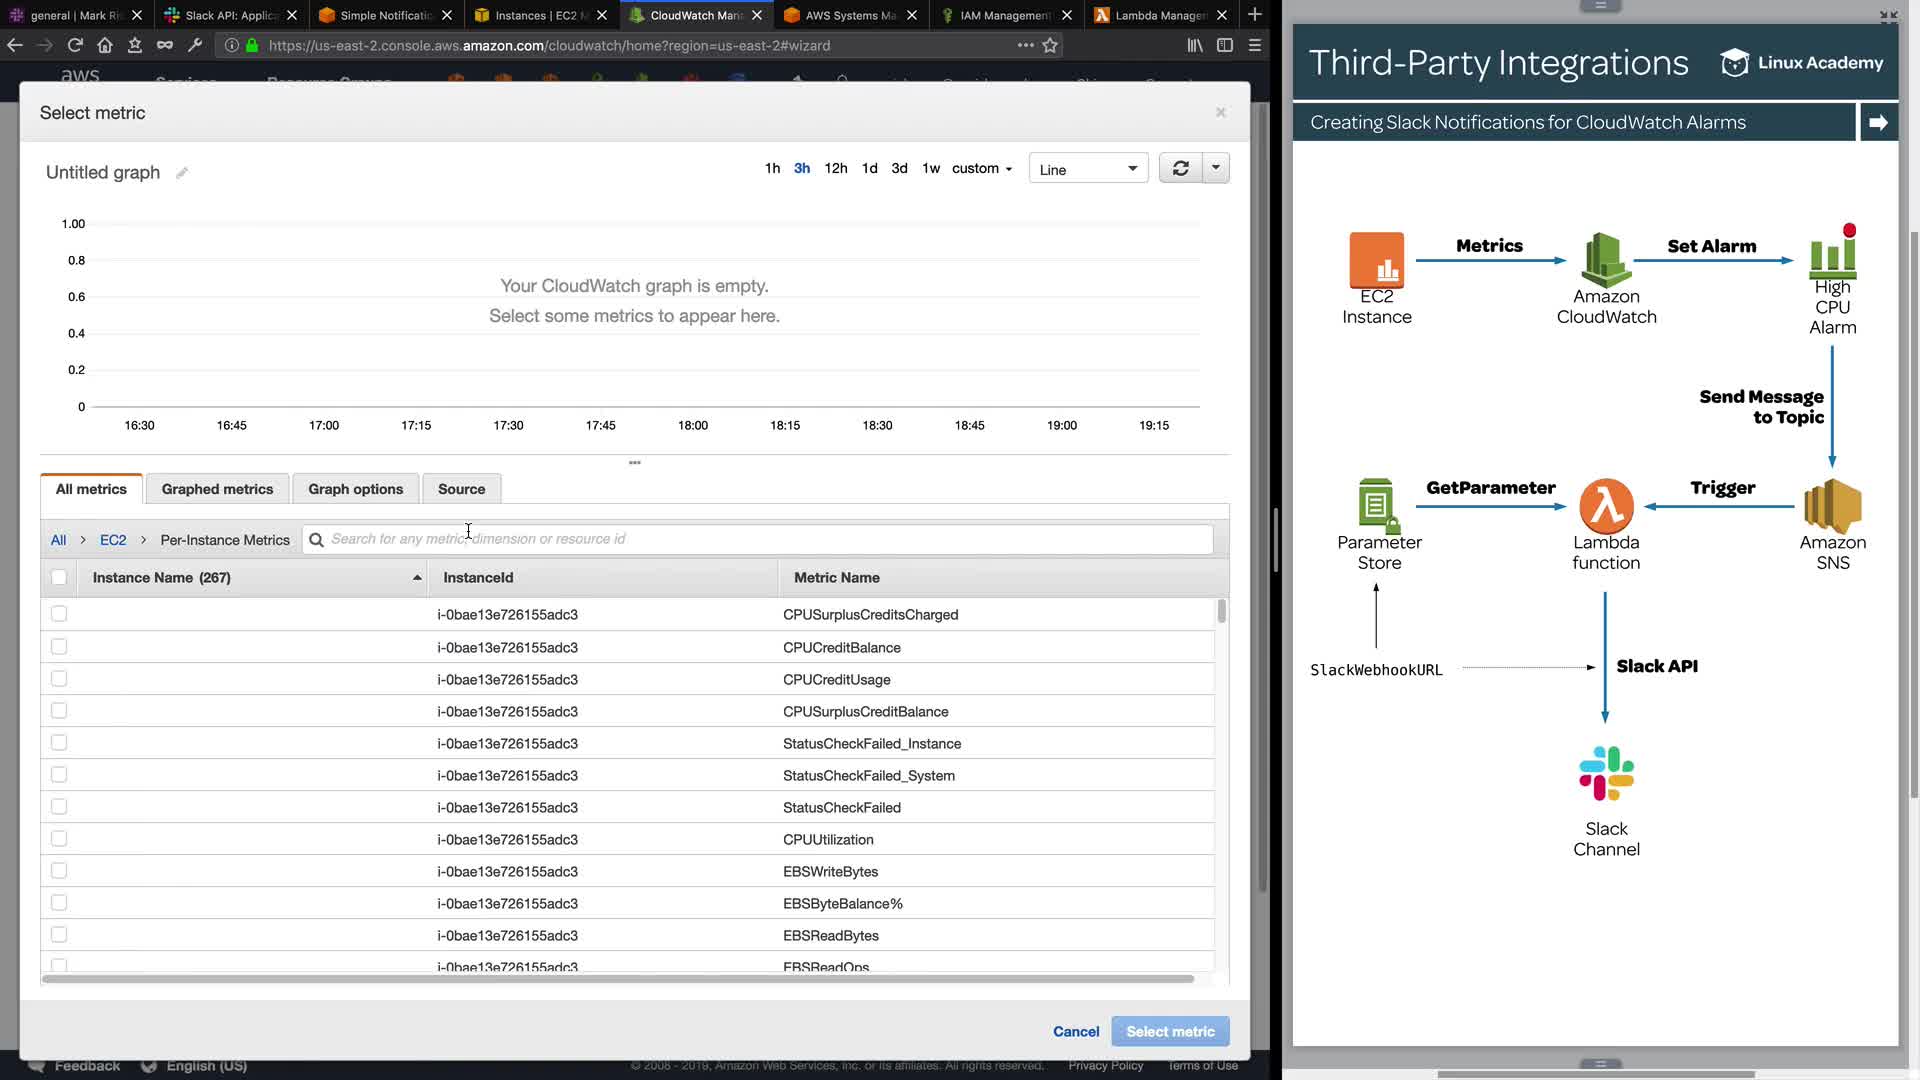 general | Mark Ri
Slack API: Applica
Simple Notificatio
Instances | EC2 M
CloudWatch Man
AWS Systems Ma
IAM Management
Lambda Manager
https://us-east-2.console.aws.amazon.com/cloudwatch/home?region=us-east-2#wizard
aws
Select metric
Untitled graph
1h 3h 12h 1d 3d 1w custom Line
1.00
0.8
0.6
0.4
0.2
0
Your CloudWatch graph is empty.
Select some metrics to appear here.
16:30 16:45 17:00 17:15 17:30 17:45 18:00 18:15 18:30 18:45 19:00 19:15
All metrics Graphed metrics Graph options Source
All > EC2 > Per-Instance Metrics Search for any metric, dimension or resource id
Instance Name (267) InstanceId Metric Name
i-0bae13e726155adc3 CPUSurplusCreditsCharged
i-0bae13e726155adc3 CPUCreditBalance
i-0bae13e726155adc3 CPUCreditUsage
i-0bae13e726155adc3 CPUSurplusCreditBalance
i-0bae13e726155adc3 StatusCheckFailed_Instance
i-0bae13e726155adc3 StatusCheckFailed_System
i-0bae13e726155adc3 StatusCheckFailed
i-0bae13e726155adc3 CPUUtilization
i-0bae13e726155adc3 EBSWriteBytes
i-0bae13e726155adc3 EBSByteBalance%
i-0bae13e726155adc3 EBSReadBytes
i-0bae13e726155adc3 EBSReadOps
Cancel Select metric
Feedback English (US) © 2008 - 2019, Amazon Web Services, Inc. or its affiliates. All rights reserved. Privacy Policy Terms of Use
Third-Party Integrations
Linux Academy
Creating Slack Notifications for CloudWatch Alarms
Metrics
Set Alarm
EC2
Instance
Amazon
CloudWatch
High
CPU
Alarm
Send Message
to Topic
GetParameter
Trigger
Parameter
Store
Lambda
function
Amazon
SNS
SlackWebhookURL
Slack API
Slack
Channel